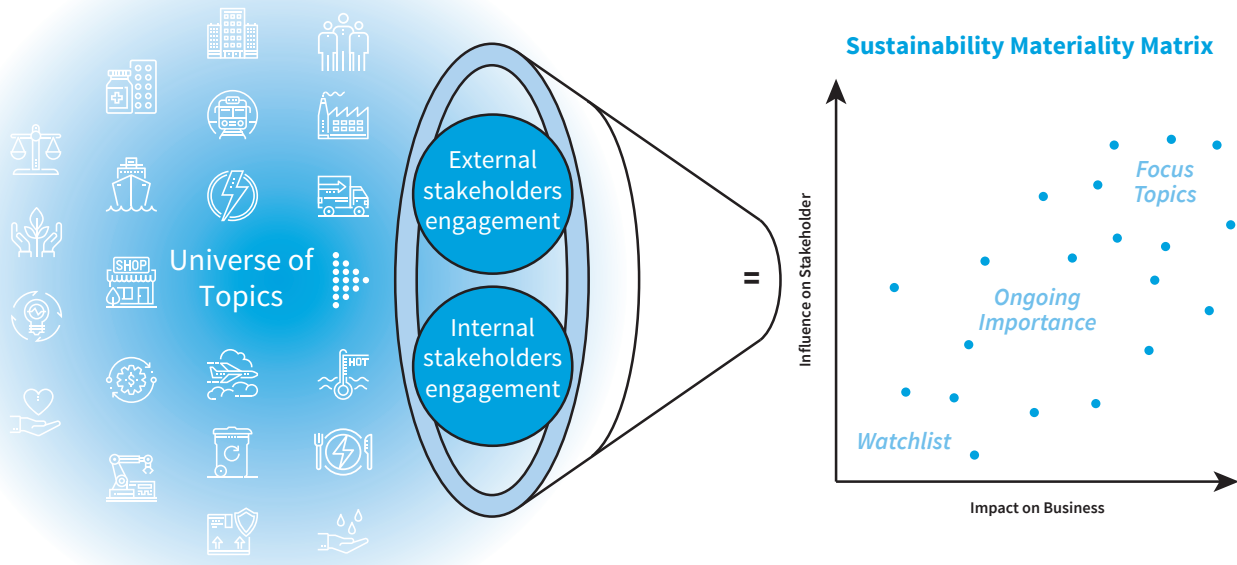 Universe of
Topics
SHOP
HOT
External
stakeholders
engagement
Internal
stakeholders
engagement
=
Sustainability Materiality Matrix
Influence on Stakeholder
Focus
Topics
Ongoing
Importance
Watchlist
Impact on Business